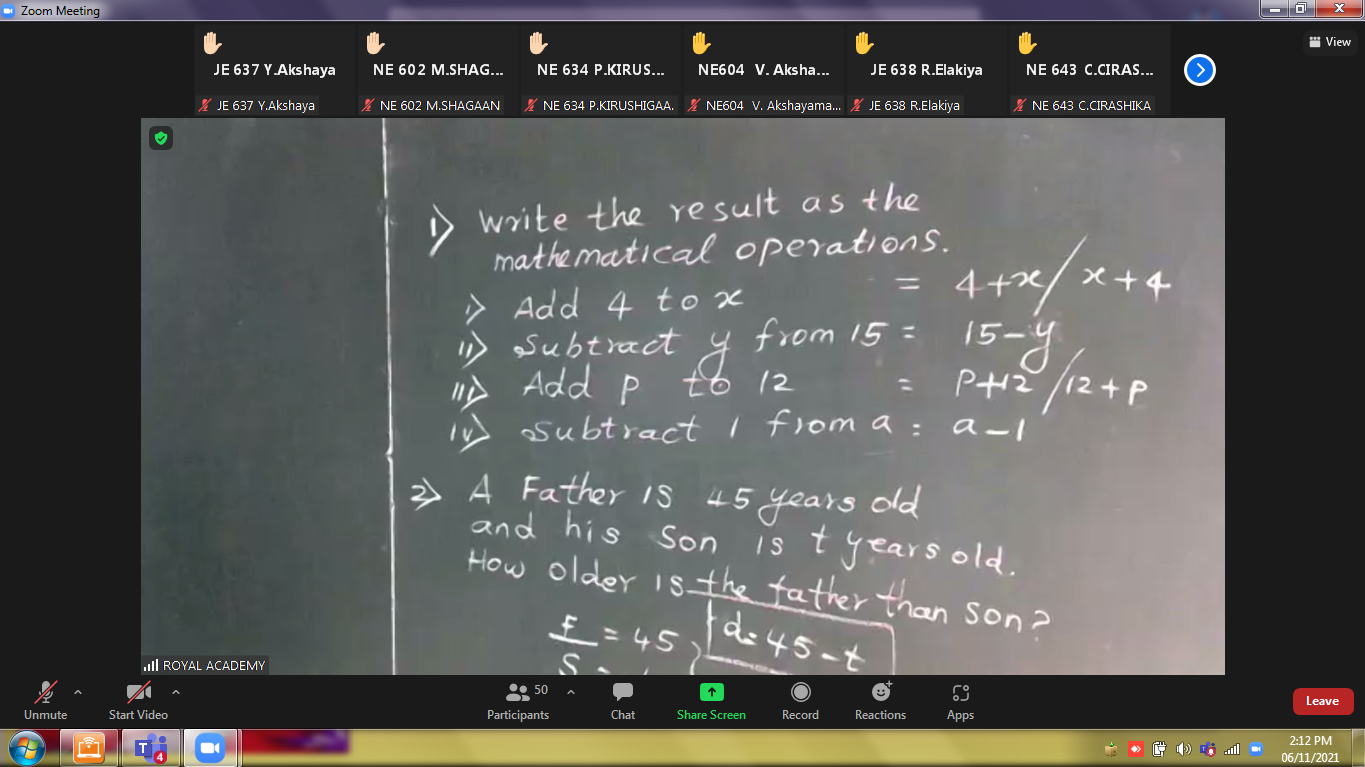 Zoom Meeting
View
JE 637 Y.Akshaya
NE 602 M.SHAG...
NE 634 P.KIRUS...
NE604 V. Aksha...
JE 638 R.Elakiya
NE 643 C.CIRAS...
JE 637 Y.Akshaya
NE 602 M.SHAGAAN
NE 634 P.KIRUSHIGAA.
NE604 V. Akshayama...
JE 638 R.Elakiya
NE 643 C.CIRASHIKA
1) Write the result as the
mathematical operations.
i) Add 4 to x = 4+x / x+4
ii) Subtract y from 15 = 15-y
iii) Add p to 12 = P+12 / 12+p
iv) Subtract 1 from a = a-1
2) A Father is 45 years old
and his son is t years old.
How older is the father than son?
F = 45
d = 45-t
S
ROYAL ACADEMY
Unmute
Start Video
Participants
50
Chat
Share Screen
Record
Reactions
Apps
Leave
4
2:12 PM
06/11/2021